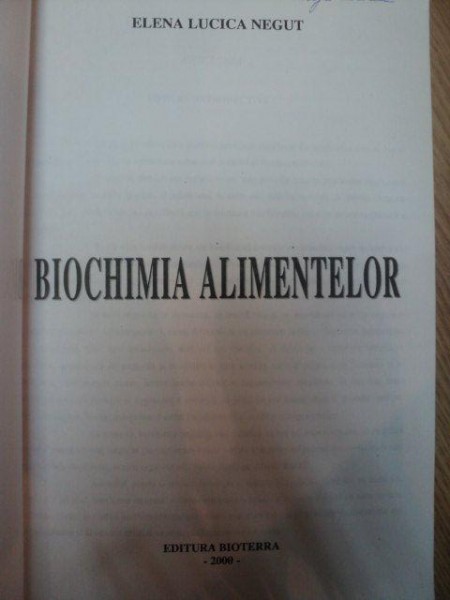 ELENA LUCICA NEGUT
BIOCHIMIA ALIMENTELOR
EDITURA BIOTERRA
- 2000 -